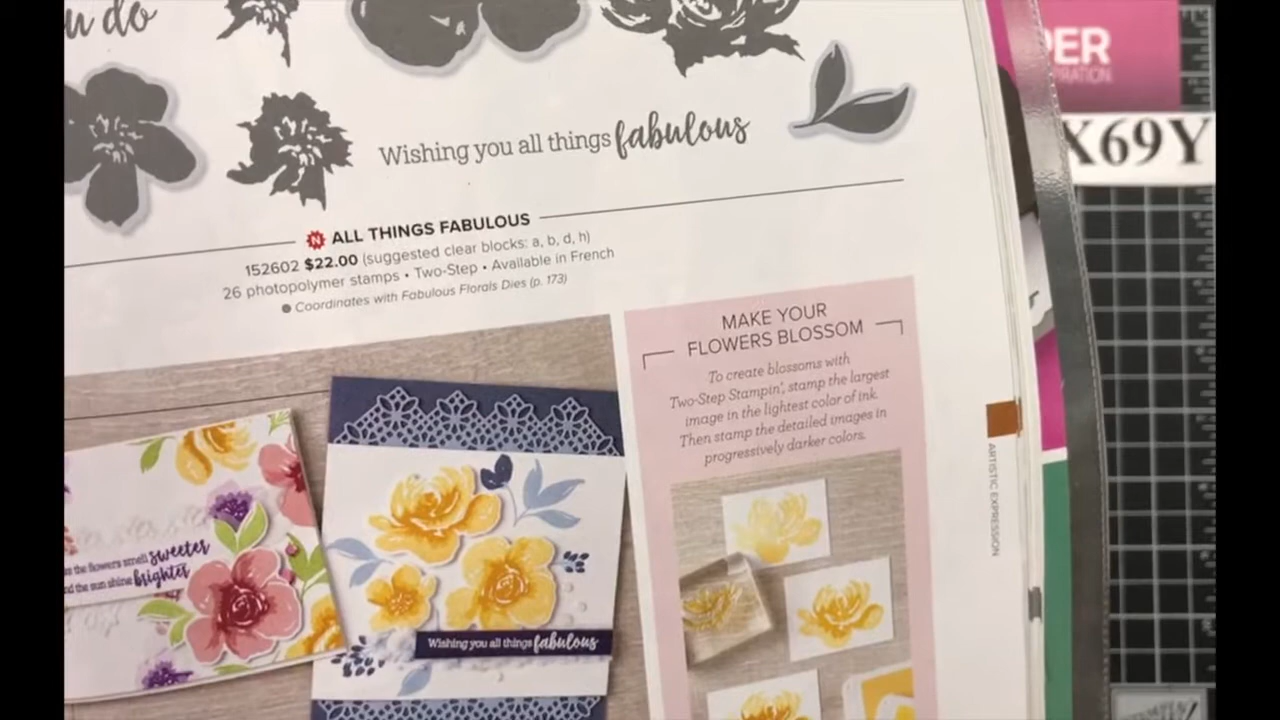 u do
Wishing you all things fabulous
PER
X69Y
ALL THINGS FABULOUS
152602 $22.00 (suggested clear blocks: a, b, d, h)
26 photopolymer stamps • Two-Step • Available in French
Coordinates with Fabulous Florals Dies (p. 173)
MAKE YOUR
FLOWERS BLOSSOM
To create blossoms with
Two-Step Stampin', stamp the largest
image in the lightest color of ink.
Then stamp the detailed images in
progressively darker colors.
the flowers smell sweeter
the sun shine brighter
Wishing you all things fabulous
ARTISTIC EXPRESSION